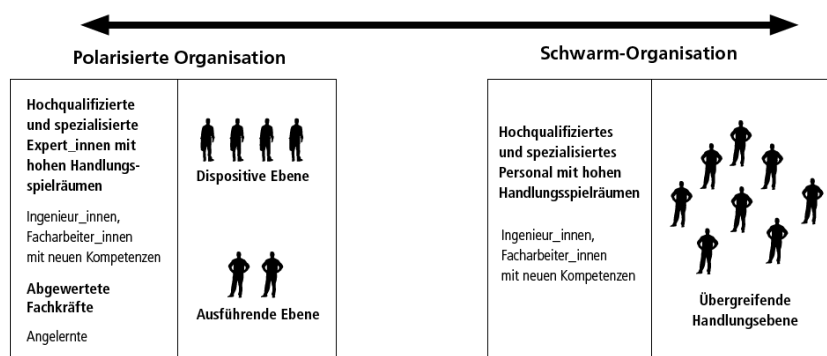 Polarisierte Organisation
Hochqualifizierte
und spezialisierte
Expert_innen mit
hohen Handlungs-
spielräumen
Ingenieur_innen,
Facharbeiter_innen
mit neuen Kompetenzen
Abgewertete
Fachkräfte
Angelernte
Dispositive Ebene
Ausführende Ebene
Schwarm-Organisation
Hochqualifiziertes
und spezialisiertes
Personal mit hohen
Handlungsspielräumen
Ingenieur_innen,
Facharbeiter_innen
mit neuen Kompetenzen
Übergreifende
Handlungsebene